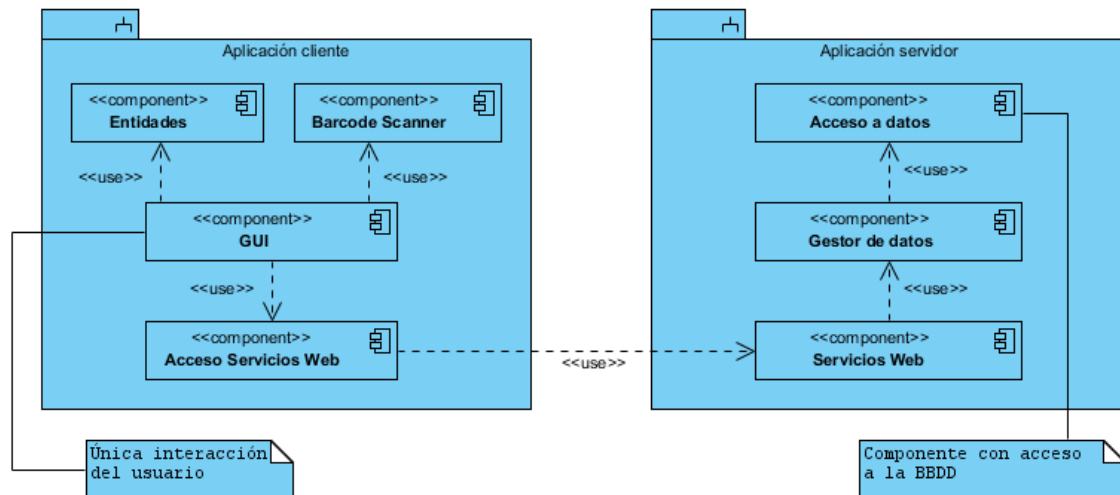 Aplicación cliente
<<component>>
Entidades
<<component>>
Barcode Scanner
<<use>>
<<use>>
<<component>>
GUI
<<use>>
<<component>>
Acceso Servicios Web
<<use>>
Aplicación servidor
<<component>>
Acceso a datos
<<use>>
<<component>>
Gestor de datos
<<use>>
<<component>>
Servicios Web
Única interacción
del usuario
Componente con acceso
a la BBDD